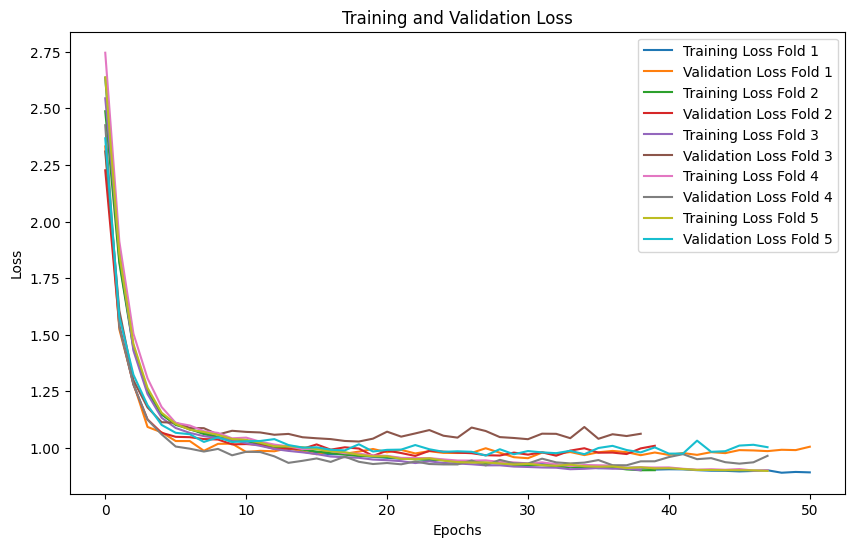 Training and Validation Loss
Loss
2.75
2.50
2.25
2.00
1.75
1.50
1.25
1.00
Training Loss Fold 1
Validation Loss Fold 1
Training Loss Fold 2
Validation Loss Fold 2
Training Loss Fold 3
Validation Loss Fold 3
Training Loss Fold 4
Validation Loss Fold 4
Training Loss Fold 5
Validation Loss Fold 5
0 10 20 30 40 50
Epochs